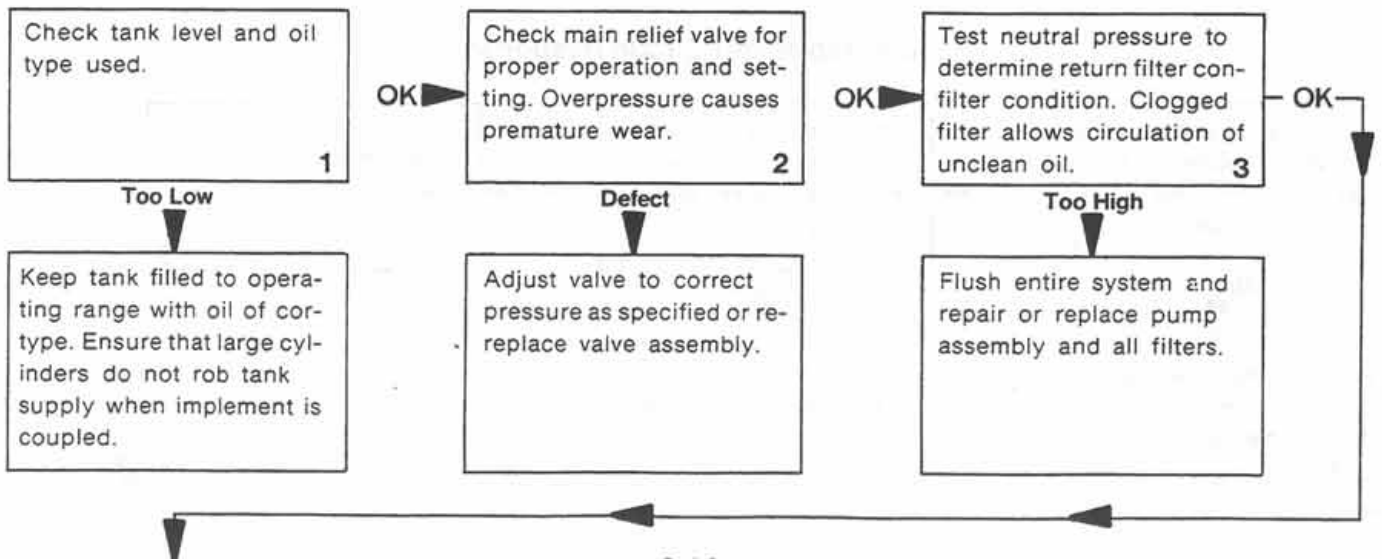 Check tank level and oil
type used.
1
OK
Check main relief valve for
proper operation and set-
ting. Overpressure causes
premature wear.
2
OK
Test neutral pressure to
determine return filter con-
filter condition. Clogged
filter allows circulation of
unclean oil.
3
OK
Too Low
Defect
Too High
Keep tank filled to opera-
ting range with oil of cor-
type. Ensure that large cyl-
inders do not rob tank
supply when implement is
coupled.
Adjust valve to correct
pressure as specified or re-
replace valve assembly.
Flush entire system and
repair or replace pump
assembly and all filters.